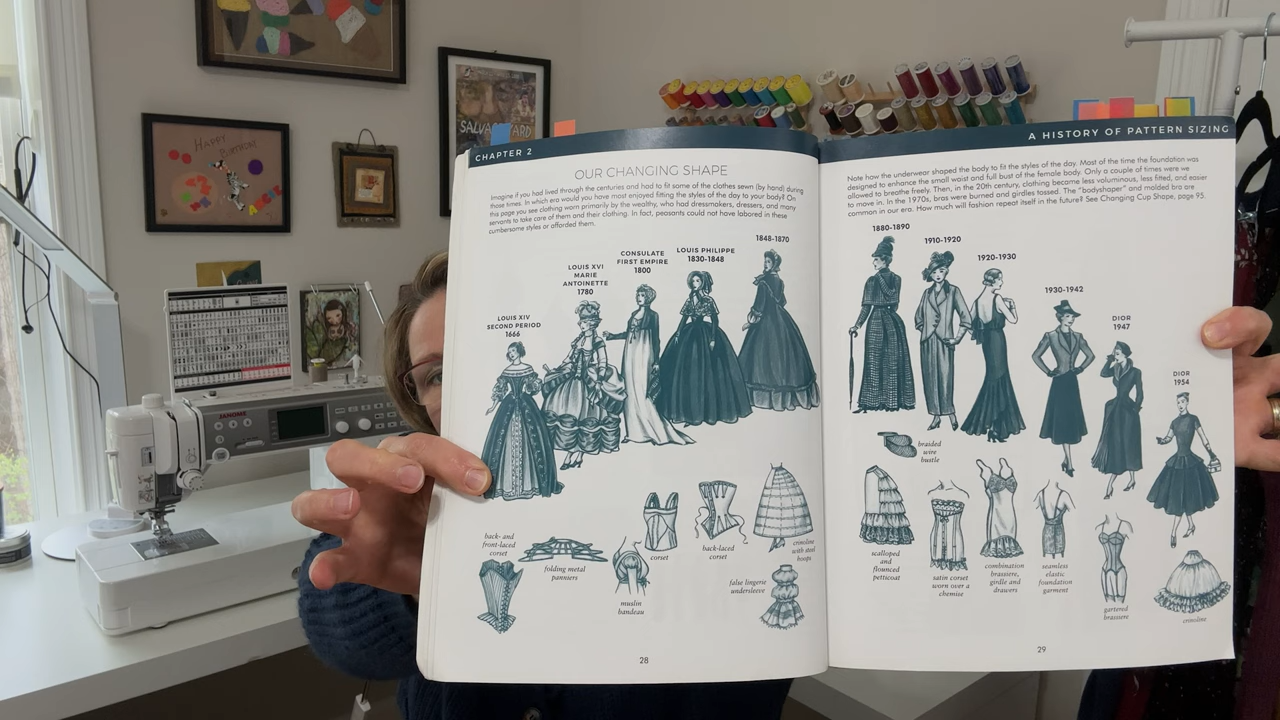 Happy
Birthday
SALVA
YARD
JANOME
CHAPTER 2
OUR CHANGING SHAPE
Imagine if you had lived through the centuries and had to fit some of the clothes sewn (by hand) during
those times. In which era would you have most enjoyed fitting the styles of the day to your body? On
this page you see clothing worn primarily by the wealthy, who had dressmakers, dressers, and many
servants to take care of them and their clothing. In fact, peasants could not have labored in these
cumbersome styles or afforded them.
LOUIS XIV
SECOND PERIOD
1666
LOUIS XVI
MARIE
ANTOINETTE
1780
CONSULATE
FIRST EMPIRE
1800
LOUIS PHILIPPE
1830-1848
1848-1870
back- and
front-laced
corset
folding metal
panniers
muslin
bandeau
corset
back-laced
corset
crinoline
with steel
hoops
false lingerie
undersleeve
28
A HISTORY OF PATTERN SIZING
Note how the underwear shaped the body to fit the styles of the day. Most of the time the foundation was
designed to enhance the small waist and full bust of the female body. Only a couple of times were we
allowed to breathe freely. Then, in the 20th century, clothing became less voluminous, less fitted, and easier
to move in. In the 1970s, bras were burned and girdles tossed. The "bodyshaper" and molded bra are
common in our era. How much will fashion repeat itself in the future? See Changing Cup Shape, page 95.
1880-1890
1910-1920
1920-1930
1930-1942
DIOR
1947
DIOR
1954
braided
wire
bustle
scalloped
and
flounced
petticoat
satin corset
worn over a
chemise
combination
brassiere,
girdle and
drawers
seamless
elastic
foundation
garment
gartered
brassiere
crinoline
29